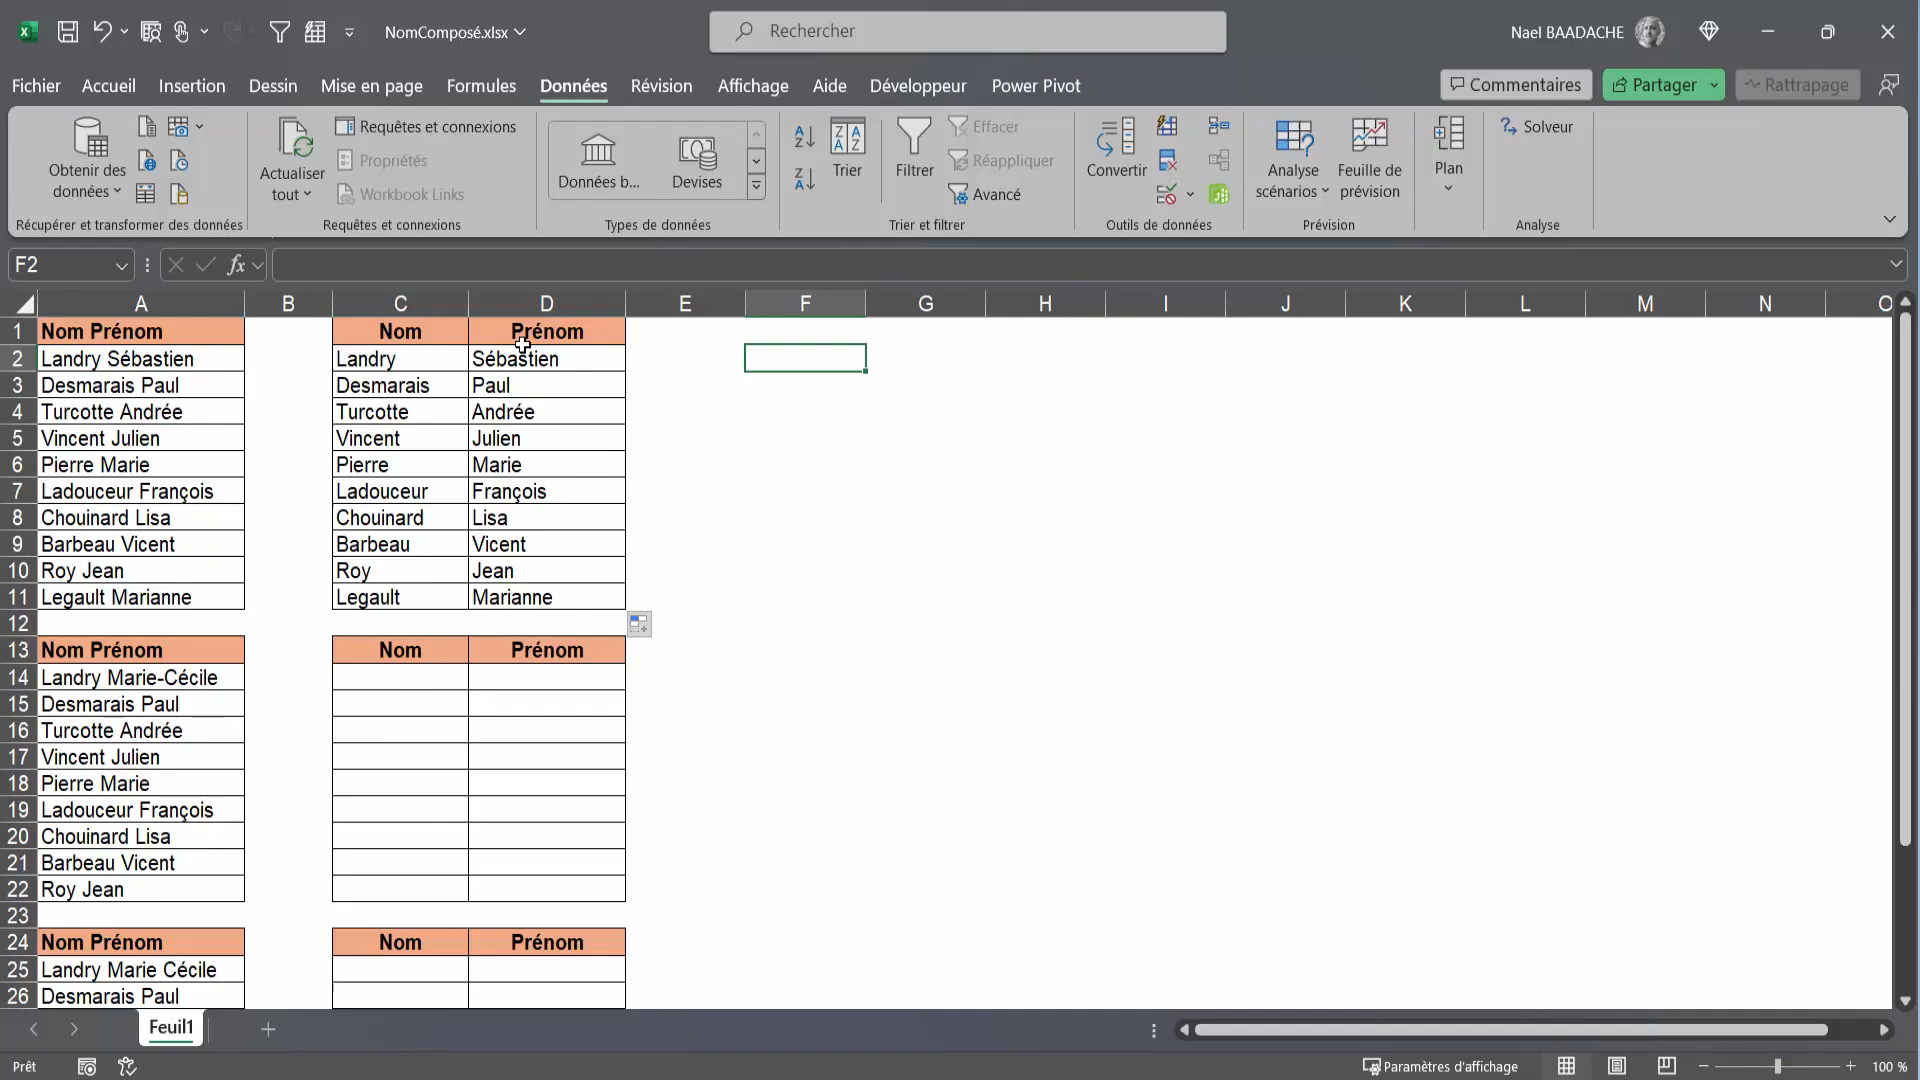 NomComposé.xlsx
Rechercher
Nael BAADACHE
Fichier Accueil Insertion Dessin Mise en page Formules Données Révision Affichage Aide Développeur Power Pivot
Commentaires Partager Rattrapage
Obtenir des données
Récupérer et transformer des données
Actualiser tout
Requêtes et connexions
Propriétés
Workbook Links
Requêtes et connexions
Données b... Devises
Types de données
Trier
Filtrer
Effacer
Réappliquer
Avancé
Trier et filtrer
Convertir
Outils de données
Analyse scénarios
Feuille de prévision
Prévision
Plan
Solveur
Analyse
F2 fx
A B C D E F G H I J K L M N O
1 Nom Prénom Nom Prénom
2 Landry Sébastien Landry Sébastien
3 Desmarais Paul Desmarais Paul
4 Turcotte Andrée Turcotte Andrée
5 Vincent Julien Vincent Julien
6 Pierre Marie Pierre Marie
7 Ladouceur François Ladouceur François
8 Chouinard Lisa Chouinard Lisa
9 Barbeau Vicent Barbeau Vicent
10 Roy Jean Roy Jean
11 Legault Marianne Legault Marianne
12
13 Nom Prénom Nom Prénom
14 Landry Marie-Cécile
15 Desmarais Paul
16 Turcotte Andrée
17 Vincent Julien
18 Pierre Marie
19 Ladouceur François
20 Chouinard Lisa
21 Barbeau Vicent
22 Roy Jean
23
24 Nom Prénom Nom Prénom
25 Landry Marie Cécile
26 Desmarais Paul
Feuil1
Prêt
Paramètres d'affichage
100 %